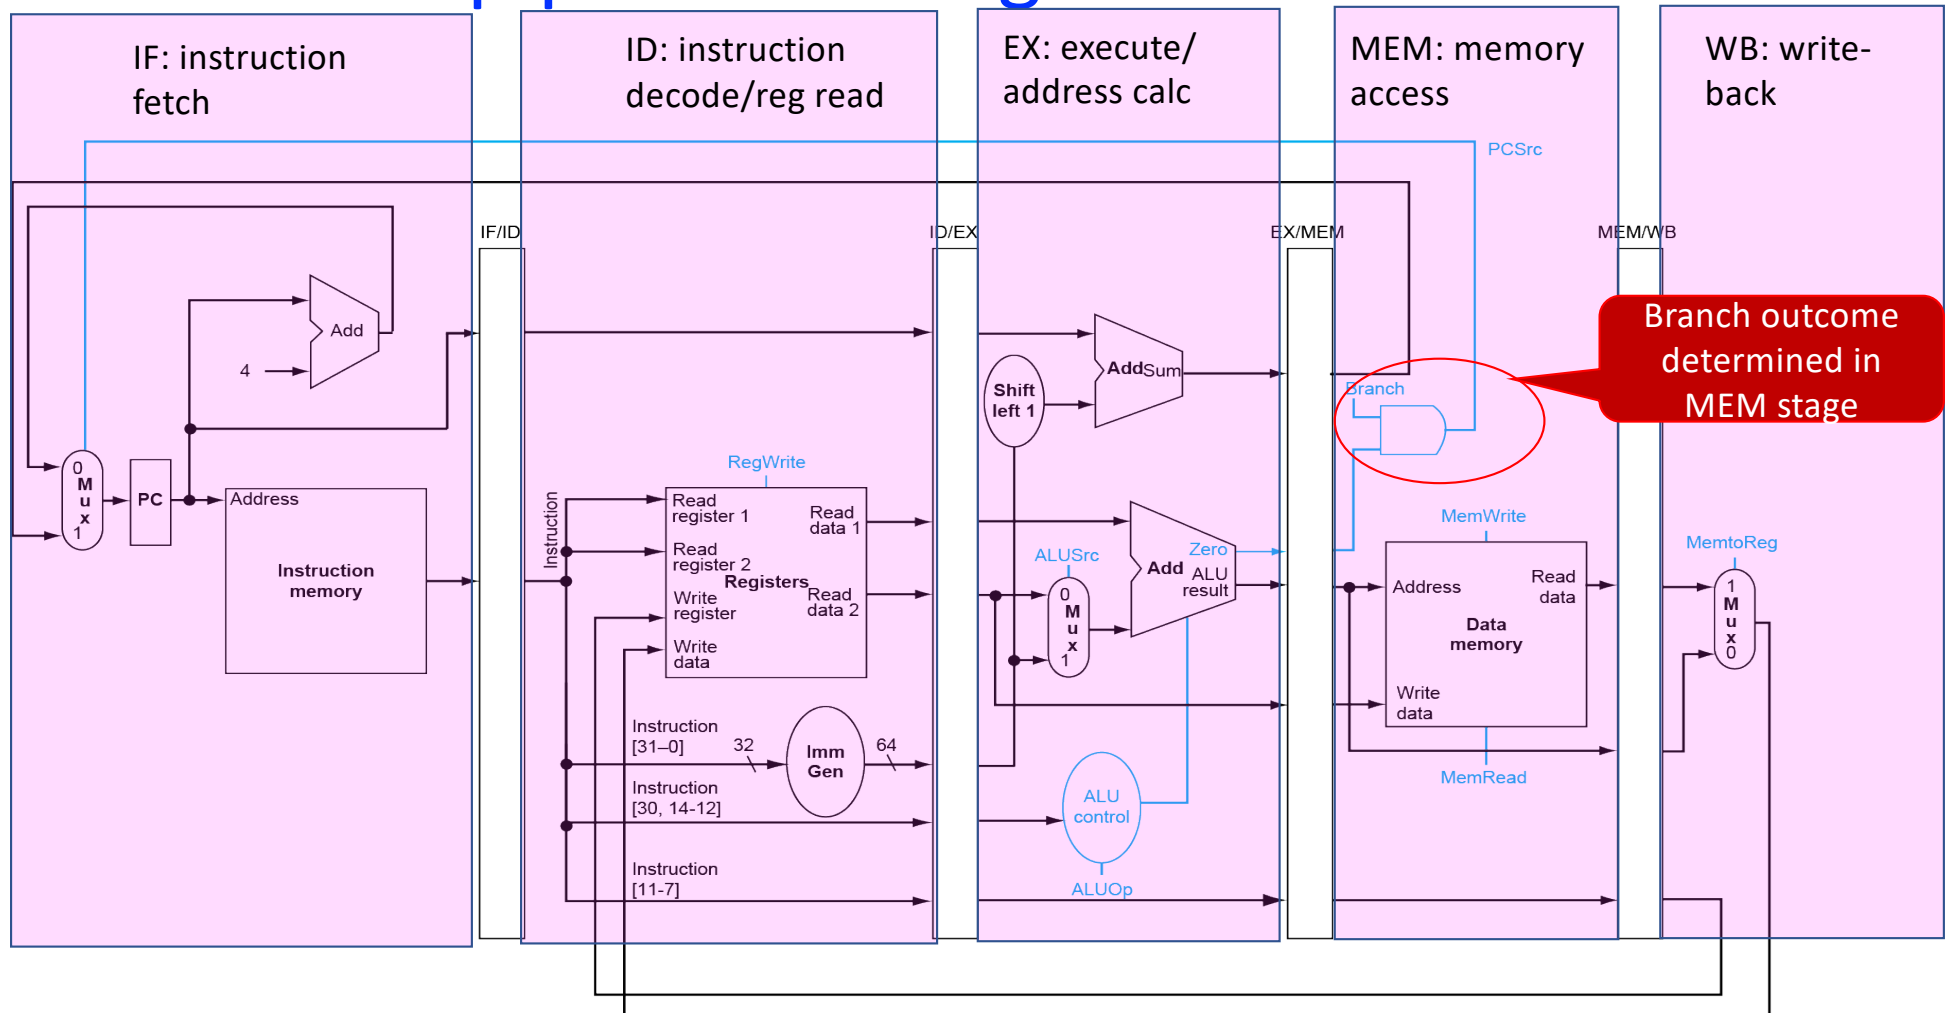 IF: instruction
fetch
ID: instruction
decode/reg read
EX: execute/
address calc
MEM: memory
access
WB: write-
back
PCSrc
IF/ID
ID/EX
EX/MEM
MEM/WB
Branch outcome
determined in
MEM stage
Add
4
Shift
left 1
AddSum
Branch
0
M
u
x
1
PC
Address
Instruction
memory
Instruction
RegWrite
Read
register 1
Read
register 2
Write
register
Write
data
Registers
Read
data 1
Read
data 2
ALUSrc
0
M
u
x
1
Zero
Add
ALU
result
MemWrite
Address
Read
data
Data
memory
Write
data
MemRead
MemtoReg
1
M
u
x
0
Instruction
[31–0]
32
Imm
Gen
64
Instruction
[30, 14-12]
ALU
control
Instruction
[11-7]
ALUOp